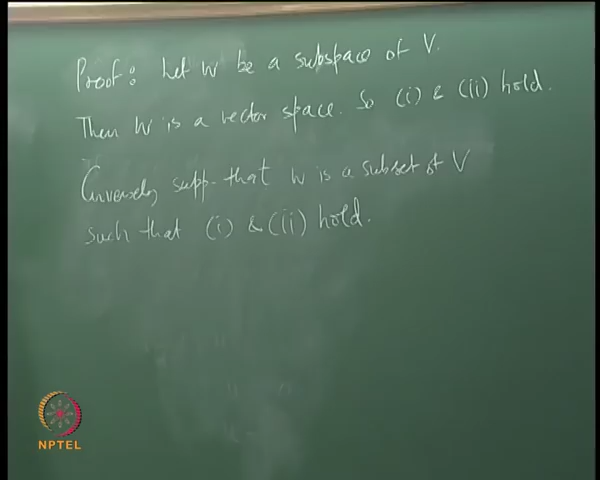 Proof: Let W be a subspace of V.
Then W is a vector space. So (i) & (ii) hold.
Conversely supp. that W is a subset of V
such that (i) & (ii) hold.
NPTEL